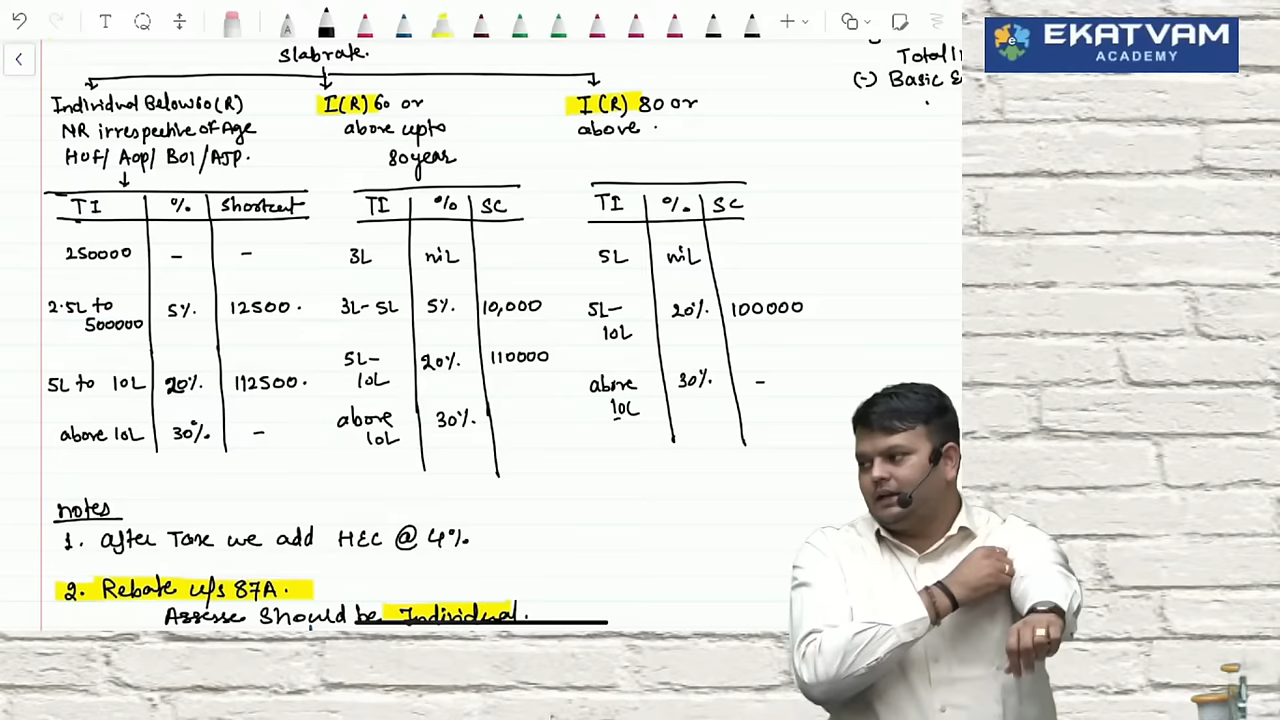 EKATVAM
ACADEMY
Slabrate.
Total I
(-) Basic E
Individual Below 60 (R)
NR irrespective of Age
HUF/ AOP/ BOI /AJP.
I(R) 60 or
above upto
80 year
I(R) 80 or
above.
TI % Shortcut
250000 - -
2.5L to 500000 5% 12500.
5L to 10L 20% 112500.
above 10L 30% -
TI % SC
3L NiL
3L-5L 5% 10,000
5L-10L 20% 110000
above 10L 30%
TI % SC
5L NiL
5L-10L 20% 100000
above 10L 30% -
notes
1. after Tax we add HEC @ 4%
2. Rebate u/s 87A.
Assesse Should be Individual.